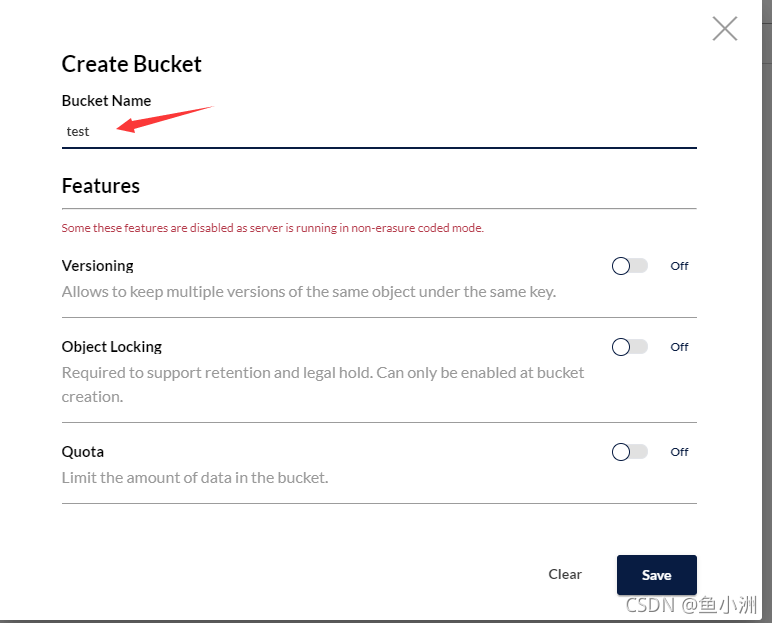 Create Bucket
Bucket Name
test
Features
Some these features are disabled as server is running in non-erasure coded mode.
Versioning
Off
Allows to keep multiple versions of the same object under the same key.
Object Locking
Off
Required to support retention and legal hold. Can only be enabled at bucket
creation.
Quota
Off
Limit the amount of data in the bucket.
Clear
Save
CSDN @鱼小洲